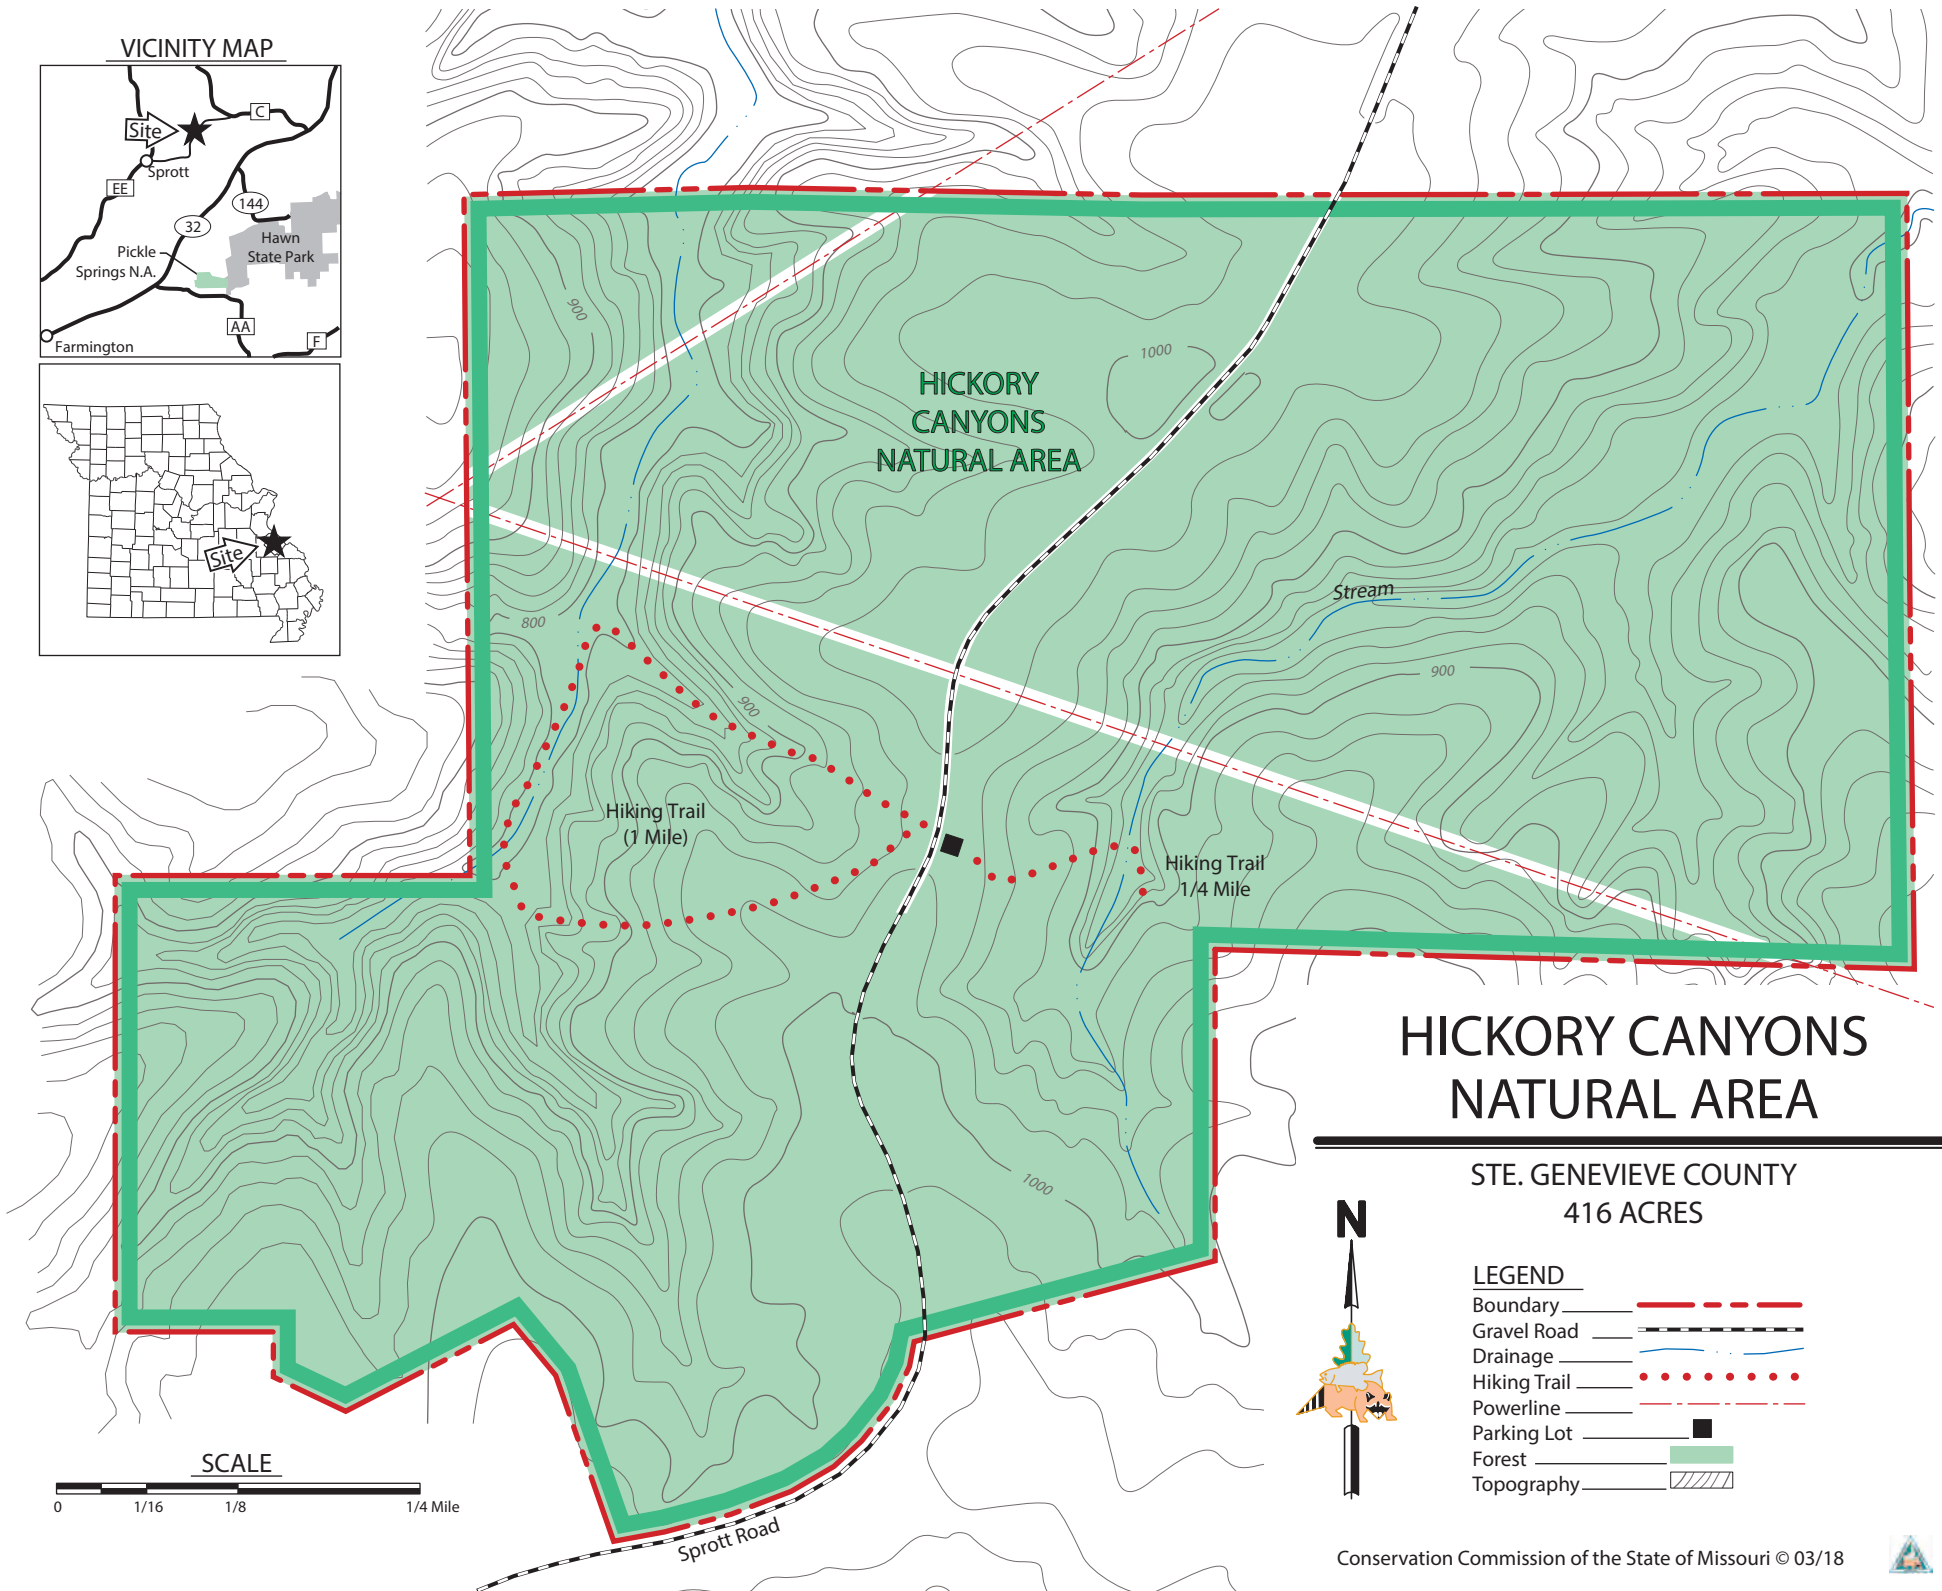 VICINITY MAP
Site
C
Sprott
EE
144
32
Hawn
State Park
Pickle
Springs N.A.
AA
F
Farmington
Site
900
1000
HICKORY
CANYONS
NATURAL AREA
Stream
800
900
900
Hiking Trail
(1 Mile)
Hiking Trail
1/4 Mile
1000
HICKORY CANYONS
NATURAL AREA
STE. GENEVIEVE COUNTY
416 ACRES
N
LEGEND
Boundary
Gravel Road
Drainage
Hiking Trail
Powerline
Parking Lot
Forest
Topography
SCALE
0 1/16 1/8 1/4 Mile
Sprott Road
Conservation Commission of the State of Missouri © 03/18